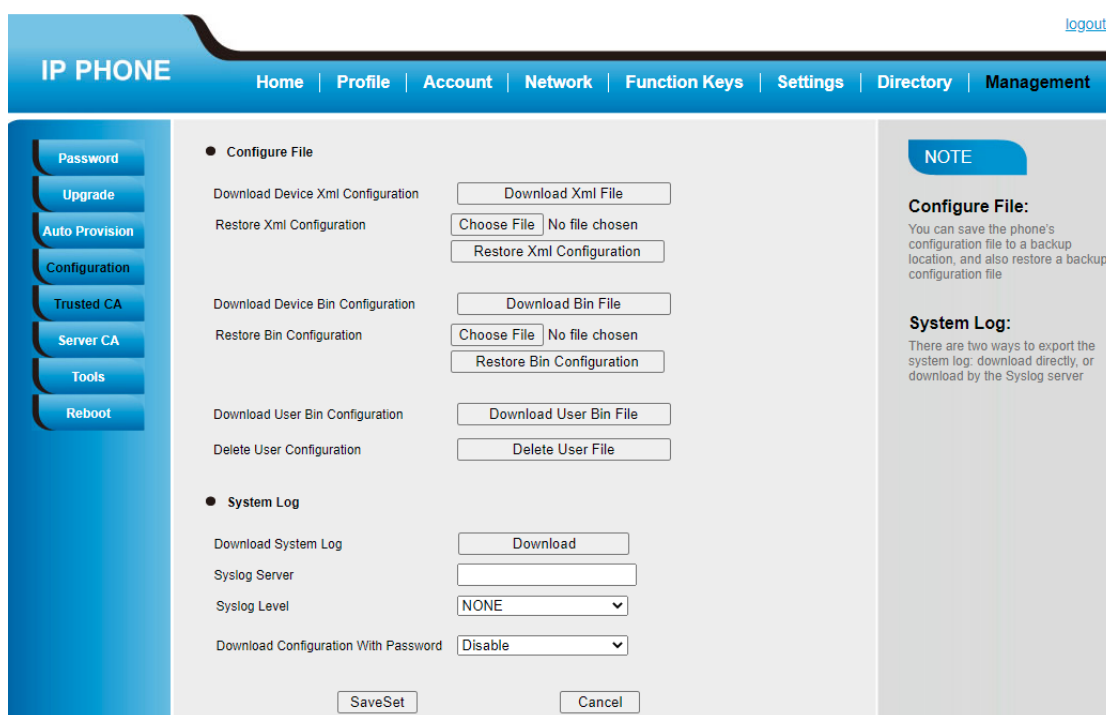 logout
IP PHONE
Home | Profile | Account | Network | Function Keys | Settings | Directory | Management
Password
Upgrade
Auto Provision
Configuration
Trusted CA
Server CA
Tools
Reboot
Configure File
Download Device Xml Configuration Download Xml File
Restore Xml Configuration Choose File No file chosen
Restore Xml Configuration
Download Device Bin Configuration Download Bin File
Restore Bin Configuration Choose File No file chosen
Restore Bin Configuration
Download User Bin Configuration Download User Bin File
Delete User Configuration Delete User File
System Log
Download System Log Download
Syslog Server
Syslog Level NONE
Download Configuration With Password Disable
SaveSet Cancel
NOTE
Configure File:
You can save the phone's
configuration file to a backup
location, and also restore a backup
configuration file
System Log:
There are two ways to export the
system log: download directly, or
download by the Syslog server